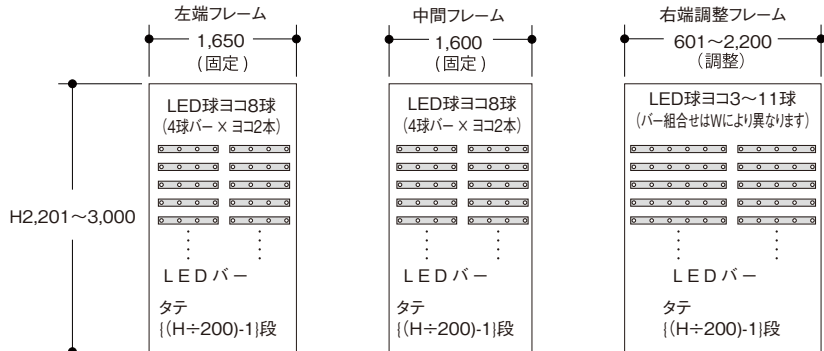 左端フレーム
1,650
(固定)
中間フレーム
1,600
(固定)
右端調整フレーム
601～2,200
(調整)
H2,201～3,000
LED球ヨコ8球
(4球バー×ヨコ2本)
LEDバー
タテ
{(H÷200)-1}段
LED球ヨコ8球
(4球バー×ヨコ2本)
LEDバー
タテ
{(H÷200)-1}段
LED球ヨコ3～11球
(バー組合せはWにより異なります)
LEDバー
タテ
{(H÷200)-1}段